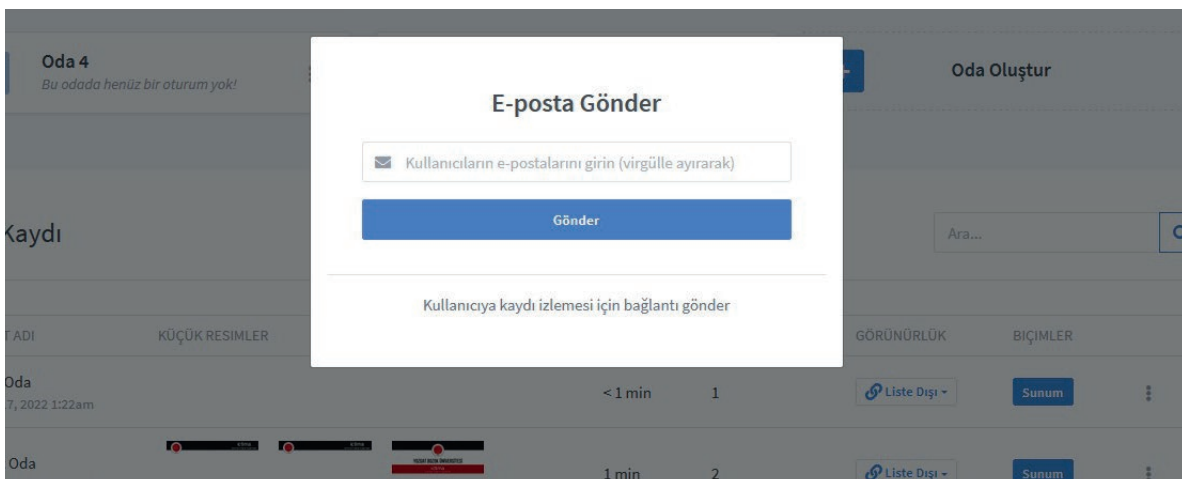 Oda 4
Bu odada henüz bir oturum yok!
Oda Oluştur
E-posta Gönder
Kullanıcıların e-postalarını girin (virgülle ayırarak)
Gönder
Kaydı
Ara...
Kullanıcıya kaydı izlemesi için bağlantı gönder
T ADI KÜÇÜK RESIMLER GÖRÜNÜRLÜK BIÇIMLER
Oda
7, 2022 1:22am
< 1 min 1 Liste Dışı Sunum
Oda
1 min 2 Liste Dışı Sunum